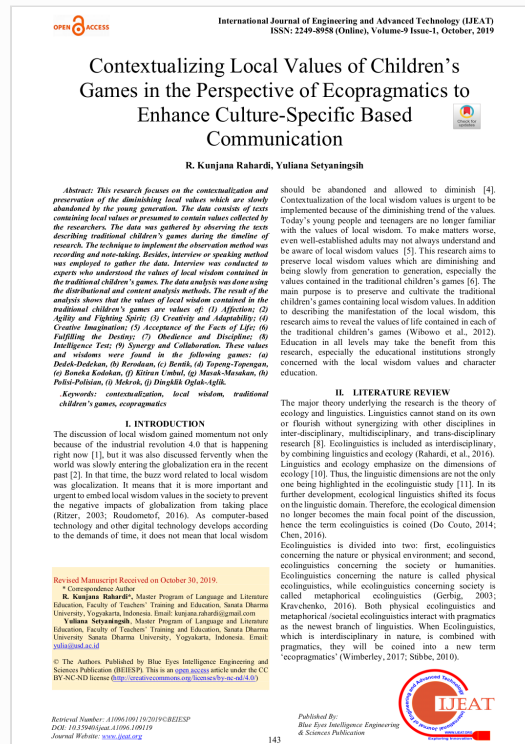 OPEN ACCESS
International Journal of Engineering and Advanced Technology (IJEAT)
ISSN: 2249-8958 (Online), Volume-9 Issue-1, October, 2019
Contextualizing Local Values of Children's
Games in the Perspective of Ecopragmatics to
Enhance Culture-Specific Based
Communication
Check for
updates
R. Kunjana Rahardi, Yuliana Setyaningsih
Abstract: This research focuses on the contextualization and
preservation of the diminishing local values which are slowly
abandoned by the young generation. The data consists of texts
containing local values or presumed to contain values collected by
the researchers. The data was gathered by observing the texts
describing traditional children's games during the timeline of
research. The technique to implement the observation method was
recording and note-taking. Besides, interview or speaking method
was employed to gather the data. Interview was conducted to
experts who understood the values of local wisdom contained in
the traditional children's games. The data analysis was done using
the distributional and content analysis methods. The result of the
analysis shows that the values of local wisdom contained in the
traditional children's games are values of: (1) Affection; (2)
Agility and Fighting Spirit; (3) Creativity and Adaptability; (4)
Creative Imagination; (5) Acceptance of the Facts of Life; (6)
Fulfilling the Destiny; (7) Obedience and Discipline; (8)
Intelligence Test; (9) Synergy and Collaboration. These values
and wisdoms were found in the following games: (a)
Dedek-Dedekan, (b) Rerodaan, (c) Bentik, (d) Topeng-Topengan,
(e) Boneka Kodokan, (f) Kitiran Umbul, (g) Masak-Masakan, (h)
Polisi-Polisian, (i) Mekrok, (j) Dingklik Oglak-Aglik.
.Keywords: contextualization, local wisdom, traditional
children's games, ecopragmatics
I. INTRODUCTION
The discussion of local wisdom gained momentum not only
because of the industrial revolution 4.0 that is happening
right now [1], but it was also discussed fervently when the
world was slowly entering the globalization era in the recent
past [2]. In that time, the buzz word related to local wisdom
was glocalization. It means that it is more important and
urgent to embed local wisdom values in the society to prevent
the negative impacts of globalization from taking place
(Ritzer, 2003; Roudometof, 2016). As computer-based
technology and other digital technology develops according
to the demands of time, it does not mean that local wisdom
Revised Manuscript Received on October 30, 2019.
* Correspondence Author
R. Kunjana Rahardi*, Master Program of Language and Literature
Education, Faculty of Teachers' Training and Education, Sanata Dharma
University, Yogyakarta, Indonesia. Email: kunjana.rahardi@gmail.com
Yuliana Setyaningsih, Master Program of Language and Literature
Education, Faculty of Teachers' Training and Education, Sanata Dharma
University Sanata Dharma University, Yogyakarta, Indonesia. Email:
yulia@usd.ac.id
© The Authors. Published by Blue Eyes Intelligence Engineering and
Sciences Publication (BEIESP). This is an open access article under the CC
BY-NC-ND license (http://creativecommons.org/licenses/by-nc-nd/4.0/)
should be abandoned and allowed to diminish [4].
Contextualization of the local wisdom values is urgent to be
implemented because of the diminishing trend of the values.
Today's young people and teenagers are no longer familiar
with the values of local wisdom. To make matters worse,
even well-established adults may not always understand and
be aware of local wisdom values [5]. This research aims to
preserve local wisdom values which are diminishing and
being slowly from generation to generation, especially the
values contained in the traditional children's games [6]. The
main purpose is to preserve and cultivate the traditional
children's games containing local wisdom values. In addition
to describing the manifestation of the local wisdom, this
research aims to reveal the values of life contained in each of
the traditional children's games (Wibowo et al., 2012).
Education in all levels may take the benefit from this
research, especially the educational institutions strongly
concerned with the local wisdom values and character
education.
II. LITERATURE REVIEW
The major theory underlying the research is the theory of
ecology and linguistics. Linguistics cannot stand on its own
or flourish without synergizing with other disciplines in
inter-disciplinary, multidisciplinary, and trans-disciplinary
research [8]. Ecolinguistics is included as interdisciplinary,
by combining linguistics and ecology (Rahardi, et al., 2016).
Linguistics and ecology emphasize on the dimensions of
ecology [10]. Thus, the linguistic dimensions are not the only
one being highlighted in the ecolinguistic study [11]. In its
further development, ecological linguistics shifted its focus
on the linguistic domain. Therefore, the ecological dimension
no longer becomes the main focal point of the discussion,
hence the term ecolinguistics is coined (Do Couto, 2014;
Chen, 2016).
Ecolinguistics is divided into two: first, ecolinguistics
concerning the nature or physical environment; and second,
ecolinguistics concerning the society or humanities.
Ecolinguistics concerning the nature is called physical
ecolinguistics, while ecolinguistics concerning society is
called metaphorical ecolinguistics (Gerbig, 2003;
Kravchenko, 2016). Both physical ecolinguistics and
metaphorical /societal ecolinguistics interact with pragmatics
as the newest branch of linguistics. When Ecolinguistics,
which is interdisciplinary in nature, is combined with
pragmatics, they will be coined into a new term
'ecopragmatics' (Wimberley, 2017; Stibbe, 2010).
Retrieval Number: A1096109119/2019©BEIESP
DOI: 10.35940/ijeat.A1096.109119
Journal Website: www.ijeat.org
143
Published By:
Blue Eyes Intelligence Engineering
& Sciences Publication
IJEAT
www.ijeat.org
Exploring Innovation